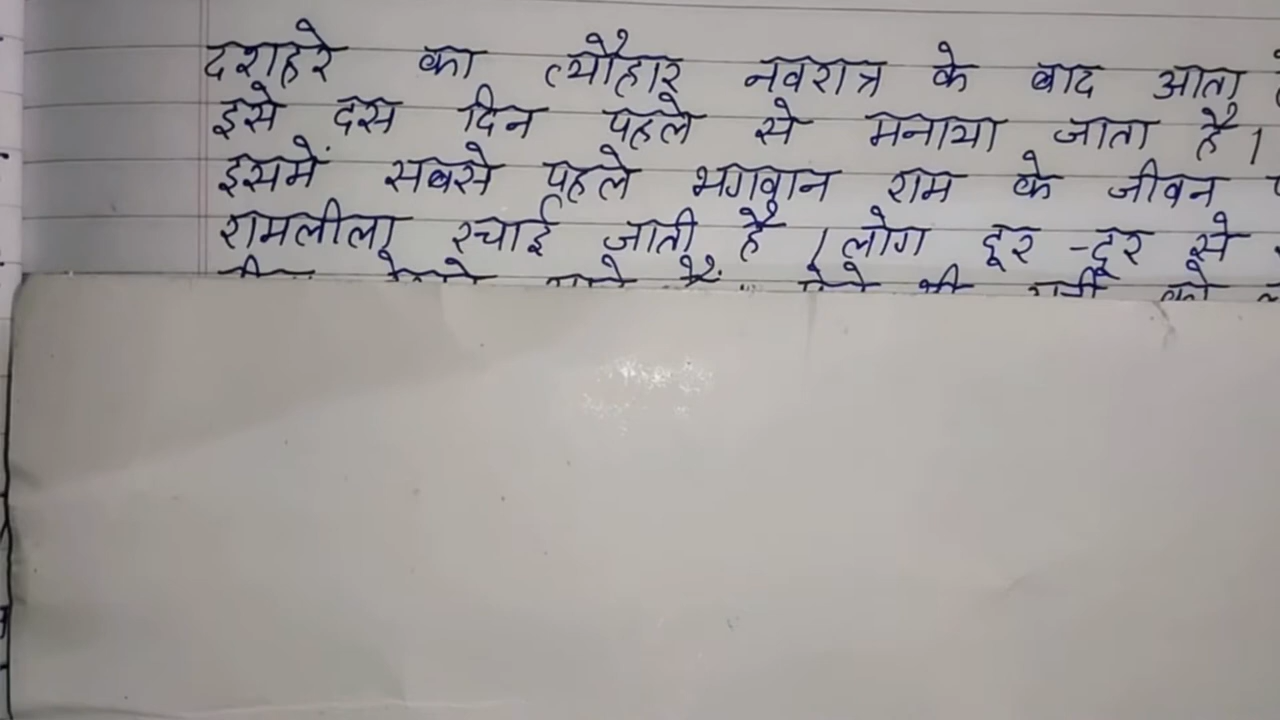 दशहरे का त्यौहार नवरात्र के बाद आता
इसे दस दिन पहले से मनाया जाता है।
इसमें सबसे पहले भगवान राम के जीवन
रामलीला रचाई जाती है। लोग दूर-दूर से